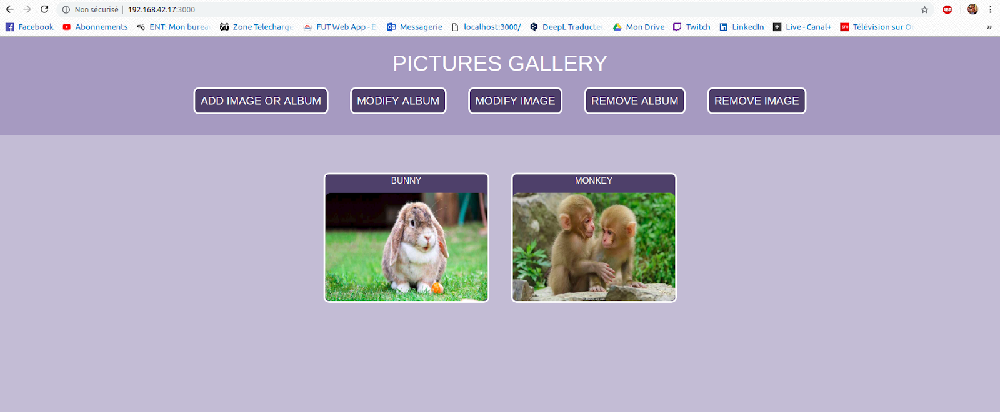 Non sécurisé 192.168.42.17:3000
ABP
Facebook Abonnements ENT: Mon burea Zone Telecharge FUT Web App - E Messagerie localhost:3000/ DeepL Traducte Mon Drive Twitch LinkedIn Live - Canal+ SFR Télévision sur O »
PICTURES GALLERY
ADD IMAGE OR ALBUM MODIFY ALBUM MODIFY IMAGE REMOVE ALBUM REMOVE IMAGE
BUNNY MONKEY